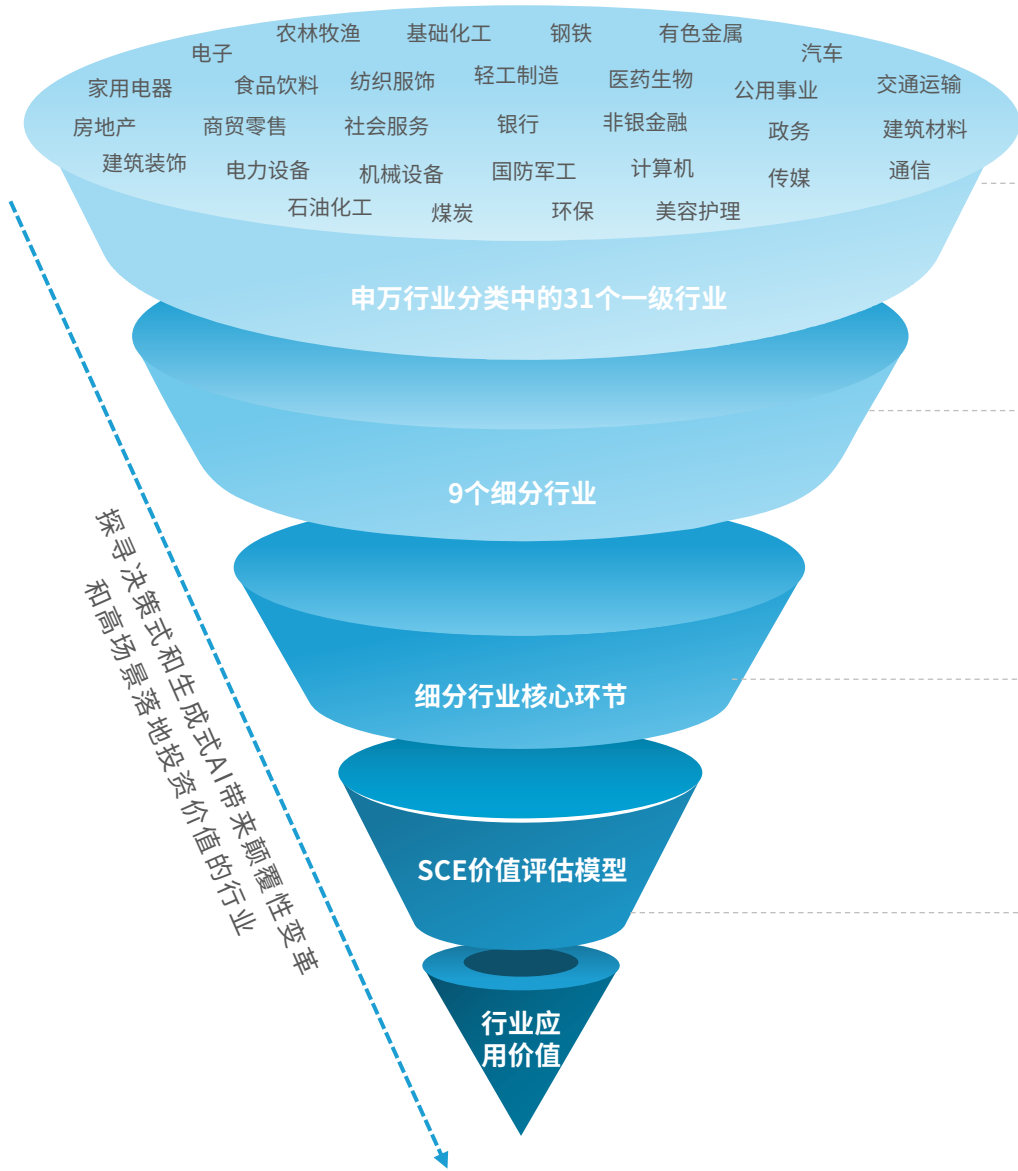 农林牧渔 基础化工 钢铁 有色金属
电子 汽车
家用电器 食品饮料 纺织服饰 轻工制造 医药生物 公用事业 交通运输
房地产 商贸零售 社会服务 银行 非银金融 政务 建筑材料
建筑装饰 电力设备 机械设备 国防军工 计算机 传媒 通信
石油化工 煤炭 环保 美容护理
申万行业分类中的31个一级行业
9个细分行业
细分行业核心环节
SCE价值评估模型
行业应
用价值
探寻决策式和生成式AI带来颠覆性变革
和高场景落地投资价值的行业